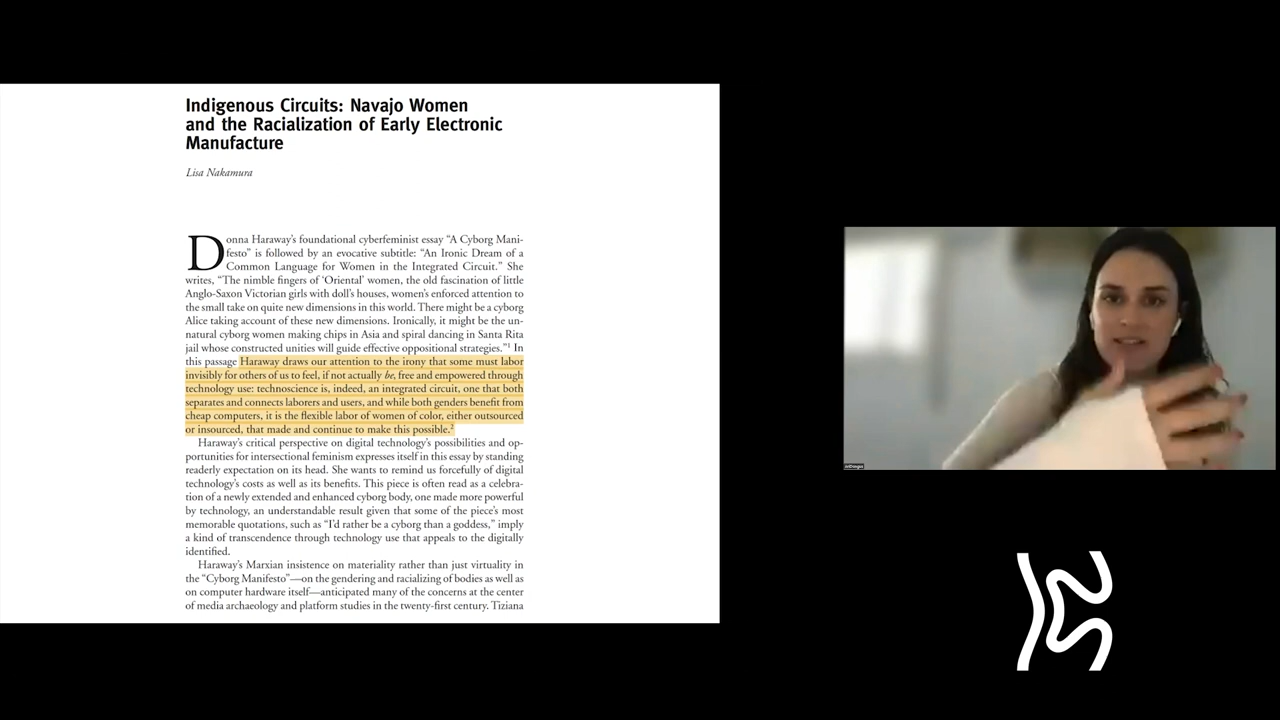 Indigenous Circuits: Navajo Women
and the Racialization of Early Electronic
Manufacture
Lisa Nakamura
Donna Haraway's foundational cyberfeminist essay "A Cyborg Mani-
festo" is followed by an evocative subtitle: "An Ironic Dream of a
Common Language for Women in the Integrated Circuit." She
writes, "The nimble fingers of 'Oriental' women, the old fascination of little
Anglo-Saxon Victorian girls with doll's houses, women's enforced attention to
the small take on quite new dimensions in this world. There might be a cyborg
Alice taking account of these new dimensions. Ironically, it might be the un-
natural cyborg women making chips in Asia and spiral dancing in Santa Rita
jail whose constructed unities will guide effective oppositional strategies."1 In
this passage Haraway draws our attention to the irony that some must labor
invisibly for others of us to feel, if not actually be, free and empowered through
technology use: technoscience is, indeed, an integrated circuit, one that both
separates and connects laborers and users, and while both genders benefit from
cheap computers, it is the flexible labor of women of color, either outsourced
or insourced, that made and continue to make this possible.2
Haraway's critical perspective on digital technology's possibilities and op-
portunities for intersectional feminism expresses itself in this essay by standing
readerly expectation on its head. She wants to remind us forcefully of digital
technology's costs as well as its benefits. This piece is often read as a celebra-
tion of a newly extended and enhanced cyborg body, one made more powerful
by technology, an understandable result given that some of the piece's most
memorable quotations, such as "I'd rather be a cyborg than a goddess," imply
a kind of transcendence through technology use that appeals to the digitally
identified.
Haraway's Marxian insistence on materiality rather than just virtuality in
the "Cyborg Manifesto"—on the gendering and racializing of bodies as well as
on computer hardware itself—anticipated many of the concerns at the center
of media archaeology and platform studies in the twenty-first century. Tiziana